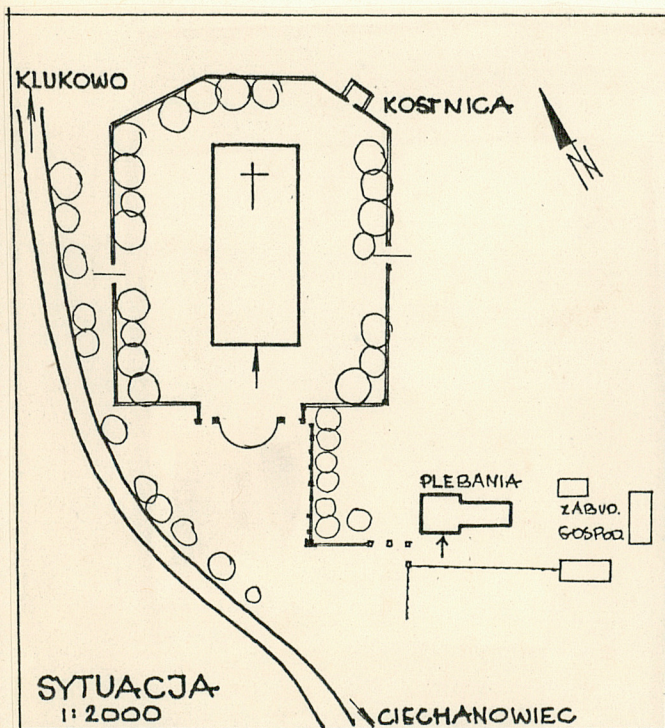 KLUKOWO
KOSTNICA
N
PLEBANIA
ZABUD.
GOSPOD.
SYTUACJA
1:2000
CIECHANOWIEC